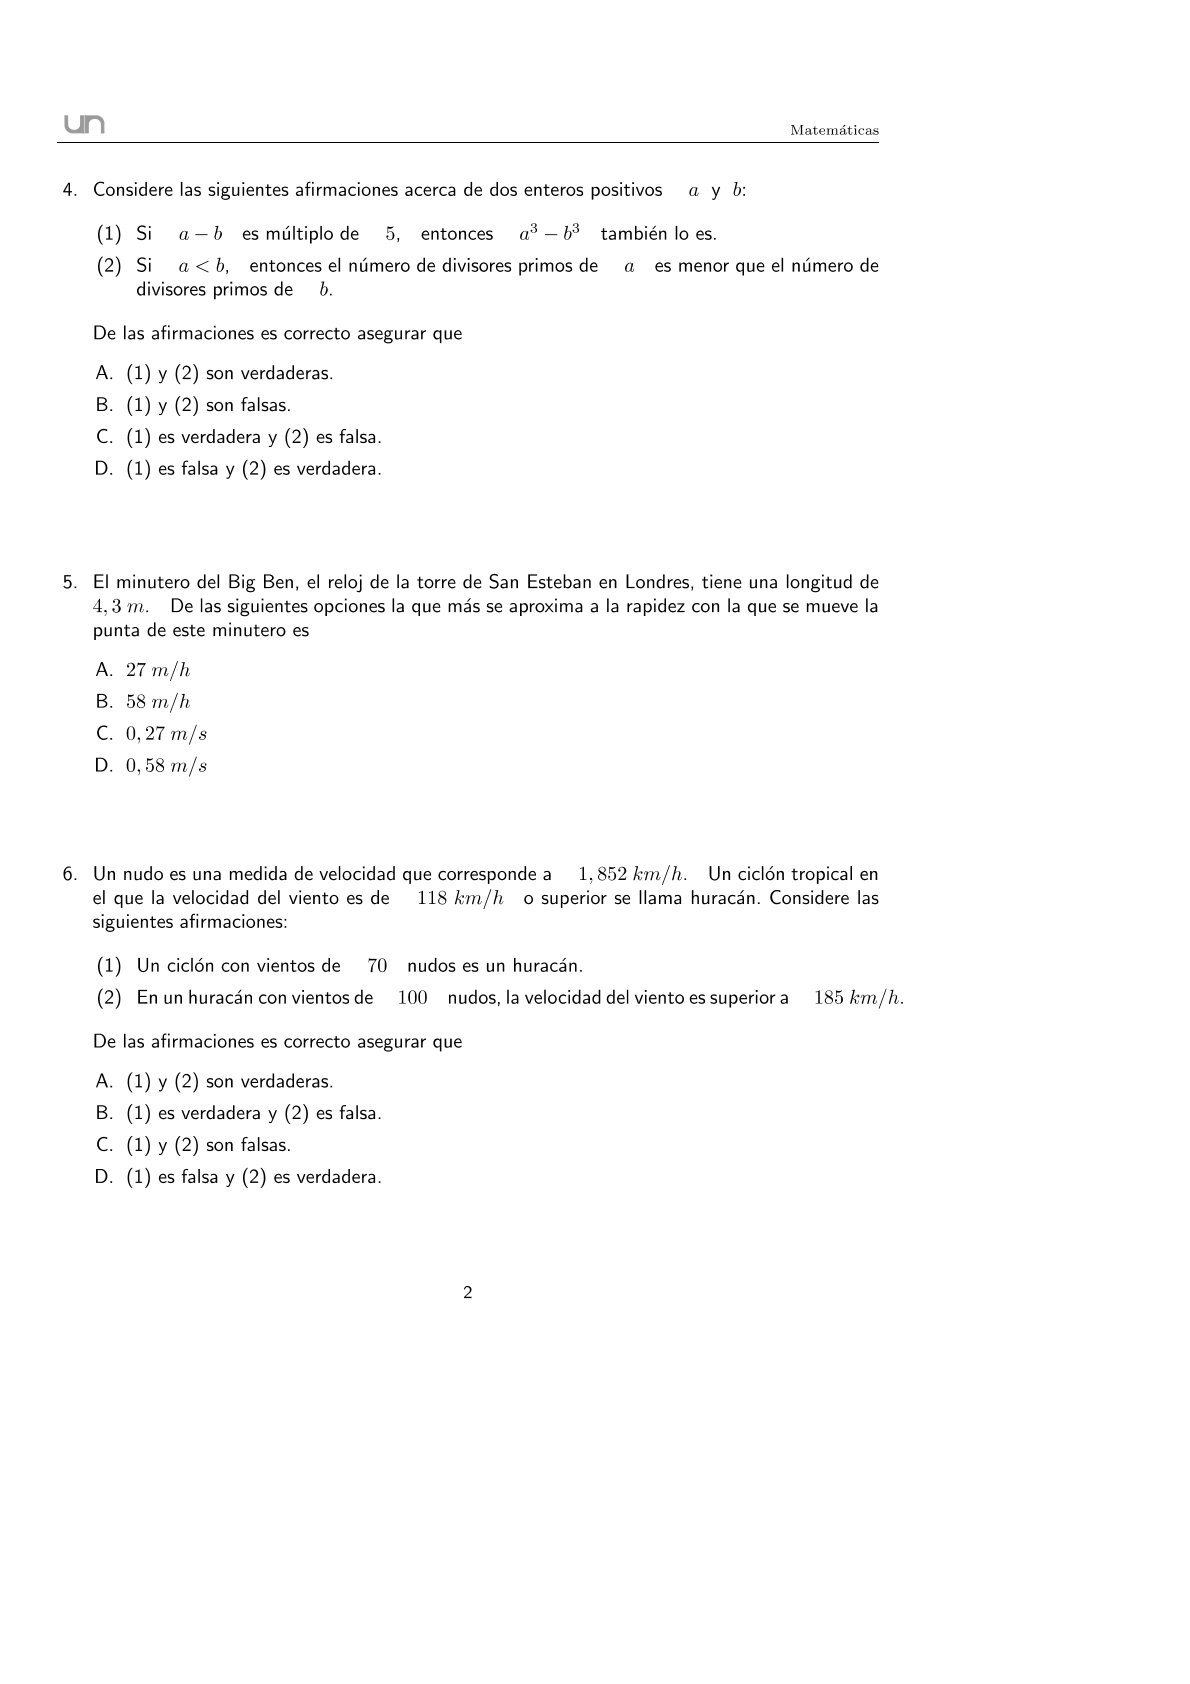 un
Matemáticas
4. Considere las siguientes afirmaciones acerca de dos enteros positivos a y b:
(1) Si a − b es múltiplo de 5, entonces a³ − b³ también lo es.
(2) Si a < b, entonces el número de divisores primos de a es menor que el número de
divisores primos de b.
De las afirmaciones es correcto asegurar que
A. (1) y (2) son verdaderas.
B. (1) y (2) son falsas.
C. (1) es verdadera y (2) es falsa.
D. (1) es falsa y (2) es verdadera.
5. El minutero del Big Ben, el reloj de la torre de San Esteban en Londres, tiene una longitud de
4, 3 m. De las siguientes opciones la que más se aproxima a la rapidez con la que se mueve la
punta de este minutero es
A. 27 m/h
B. 58 m/h
C. 0, 27 m/s
D. 0, 58 m/s
6. Un nudo es una medida de velocidad que corresponde a 1, 852 km/h. Un ciclón tropical en
el que la velocidad del viento es de 118 km/h o superior se llama huracán. Considere las
siguientes afirmaciones:
(1) Un ciclón con vientos de 70 nudos es un huracán.
(2) En un huracán con vientos de 100 nudos, la velocidad del viento es superior a 185 km/h.
De las afirmaciones es correcto asegurar que
A. (1) y (2) son verdaderas.
B. (1) es verdadera y (2) es falsa.
C. (1) y (2) son falsas.
D. (1) es falsa y (2) es verdadera.
2